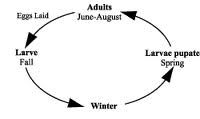 Adults
June-August
Eggs Laid
Larve
Fall
Larvae pupate
Spring
Winter